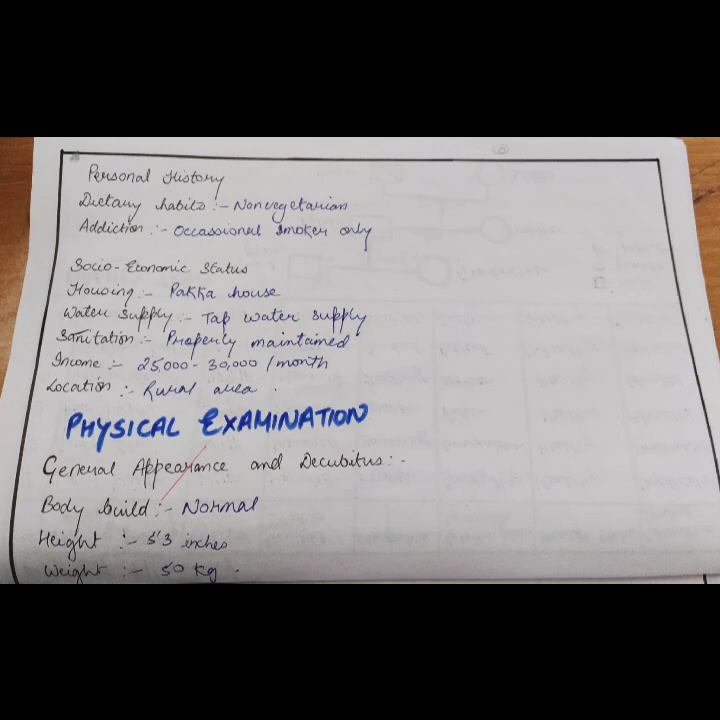 Personal History
Dietary habits :- Nonvegetarian
Addiction :- Occassional smoker only
Socio-Economic Status
Housing :- Pakka house
Water supply :- Tap water supply
Sanitation :- Properly maintained
Income :- 25,000 - 30,000 /month
Location :- Rural area .
PHYSICAL EXAMINATION
General Appearance and Decubitus :-
Body build :- Normal
Height :- 5'3 inches
Weight :- 50 kg .